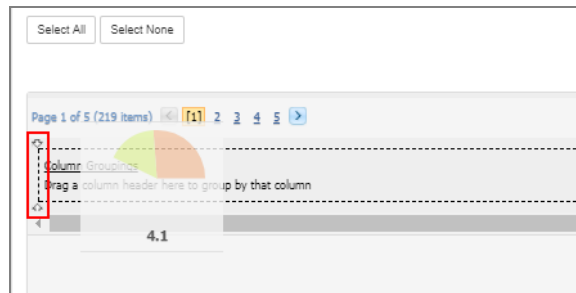 Select All Select None
Page 1 of 5 (219 items) < [1] 2 3 4 5 >
Column Groupings
Drag a column header here to group by that column
4.1